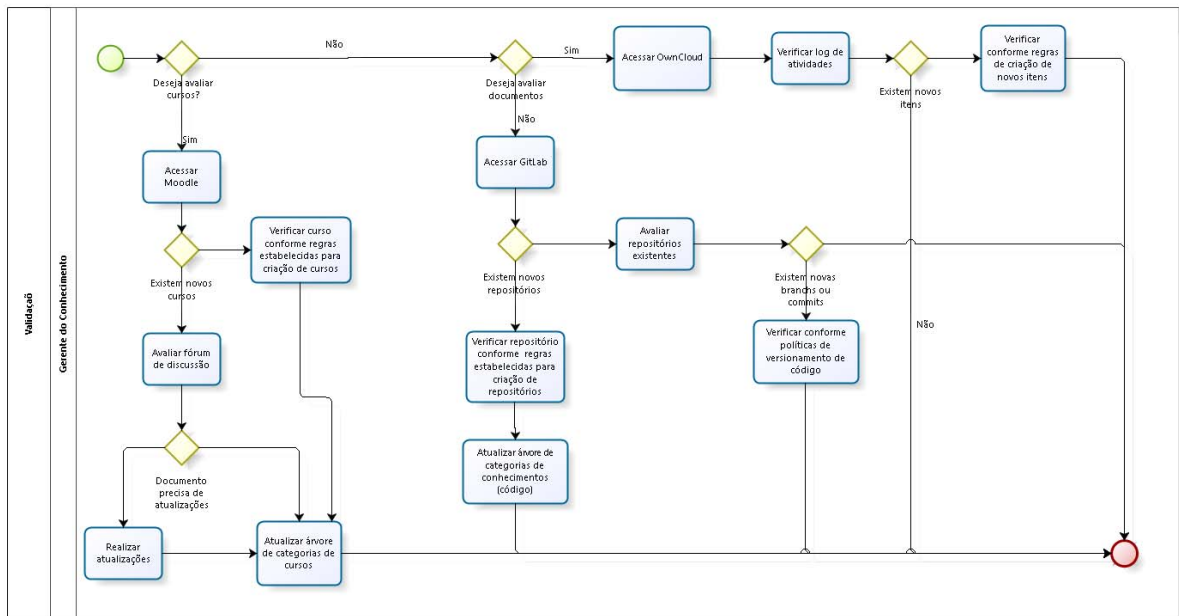 Validação
Gerente do Conhecimento
Deseja avaliar
cursos?
Não
Deseja avaliar
documentos
Sim
Acessar OwnCloud
Verificar log de
atividades
Existem novos
itens
Verificar
conforme regras
de criação de
novos itens
Sim
Acessar
Moodle
Não
Acessar GitLab
Existem novos
cursos
Verificar curso
conforme regras
estabelecidas para
criação de cursos
Existem novos
repositórios
Avaliar
repositórios
existentes
Existem novas
branchs ou
commits
Não
Avaliar fórum
de discussão
Verificar repositório
conforme regras
estabelecidas para
criação de
repositórios
Verificar conforme
políticas de
versionamento de
código
Documento
precisa de
atualizações
Atualizar árvore de
categorias de
conhecimentos
(código)
Realizar
atualizações
Atualizar árvore
de categorias de
cursos